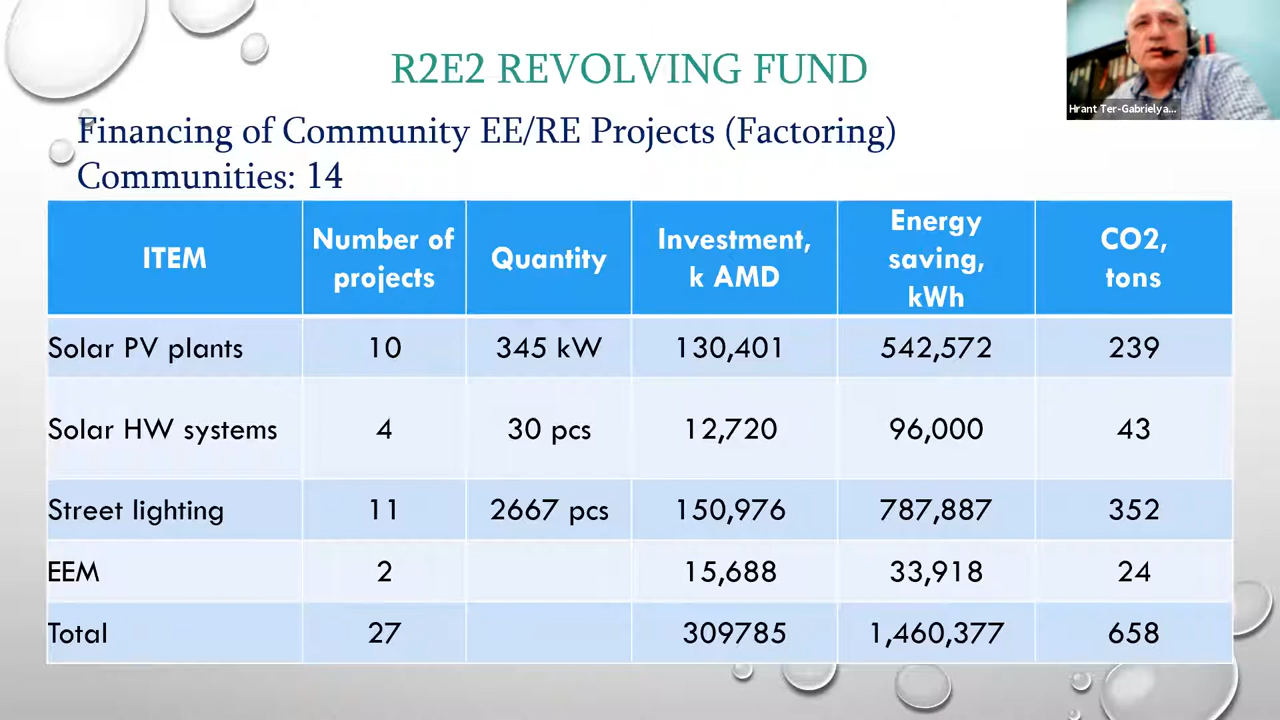 R2E2 REVOLVING FUND
Hrant Ter-Gabrielya...
Financing of Community EE/RE Projects (Factoring)
Communities: 14
ITEM Number of projects Quantity Investment, k AMD Energy saving, kWh CO2, tons
Solar PV plants 10 345 kW 130,401 542,572 239
Solar HW systems 4 30 pcs 12,720 96,000 43
Street lighting 11 2667 pcs 150,976 787,887 352
EEM 2 15,688 33,918 24
Total 27 309785 1,460,377 658